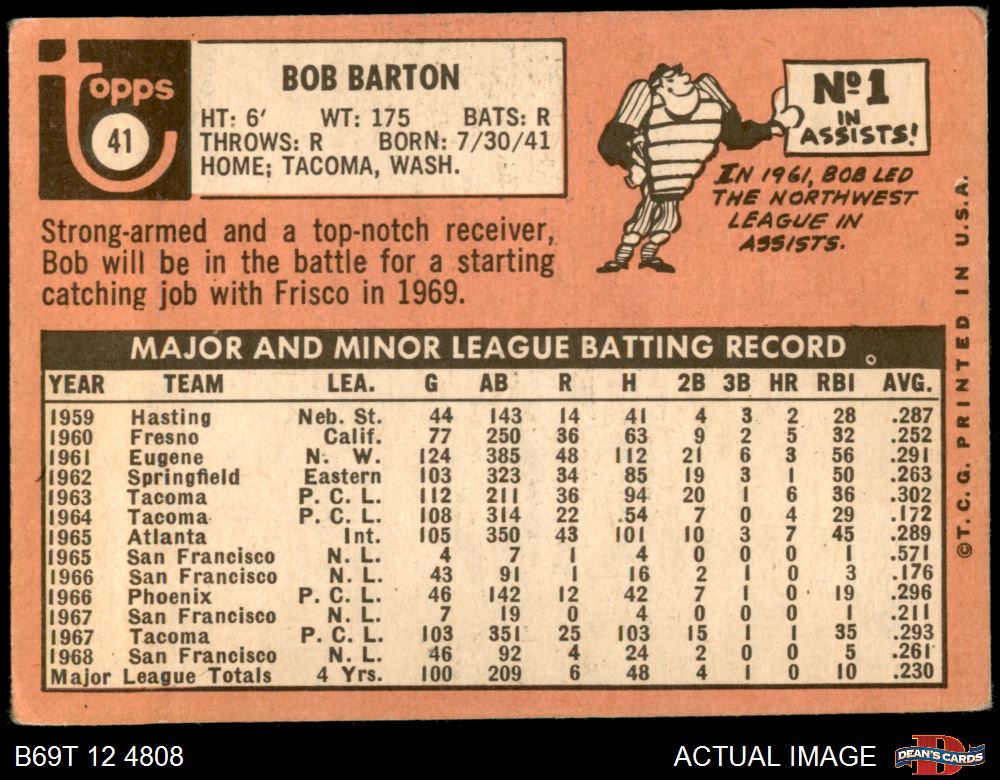 Topps
41
BOB BARTON
HT: 6' WT: 175 BATS: R
THROWS: R BORN: 7/30/41
HOME; TACOMA, WASH.
Nº1
IN
ASSISTS!
IN 1961, BOB LED
THE NORTHWEST
LEAGUE IN
ASSISTS.
Strong-armed and a top-notch receiver,
Bob will be in the battle for a starting
catching job with Frisco in 1969.
MAJOR AND MINOR LEAGUE BATTING RECORD
YEAR TEAM LEA. G AB R H 2B 3B HR RBI AVG.
1959 Hasting Neb. St. 44 143 14 41 4 3 2 28 .287
1960 Fresno Calif. 77 250 36 63 9 2 5 32 .252
1961 Eugene N. W. 124 385 48 112 21 6 3 56 .291
1962 Springfield Eastern 103 323 34 85 19 3 1 50 .263
1963 Tacoma P. C. L. 112 211 36 94 20 1 6 36 .302
1964 Tacoma P. C. L. 108 314 22 .54 7 0 4 29 .172
1965 Atlanta Int. 105 350 43 101 10 3 7 45 .289
1965 San Francisco N. L. 4 7 1 4 0 0 0 1 .571
1966 San Francisco N. L. 43 91 1 16 2 1 0 3 .176
1966 Phoenix P. C. L. 46 142 12 42 7 1 0 19 .296
1967 San Francisco N. L. 7 19 0 4 0 0 0 1 .211
1967 Tacoma P. C. L. 103 351 25 103 15 1 1 35 .293
1968 San Francisco N. L. 46 92 4 24 2 0 0 5 .261
Major League Totals 4 Yrs. 100 209 6 48 4 1 0 10 .230
©T. C. G. PRINTED IN U.S.A.
B69T 12 4808
ACTUAL IMAGE
D
DEAN'S CARDS